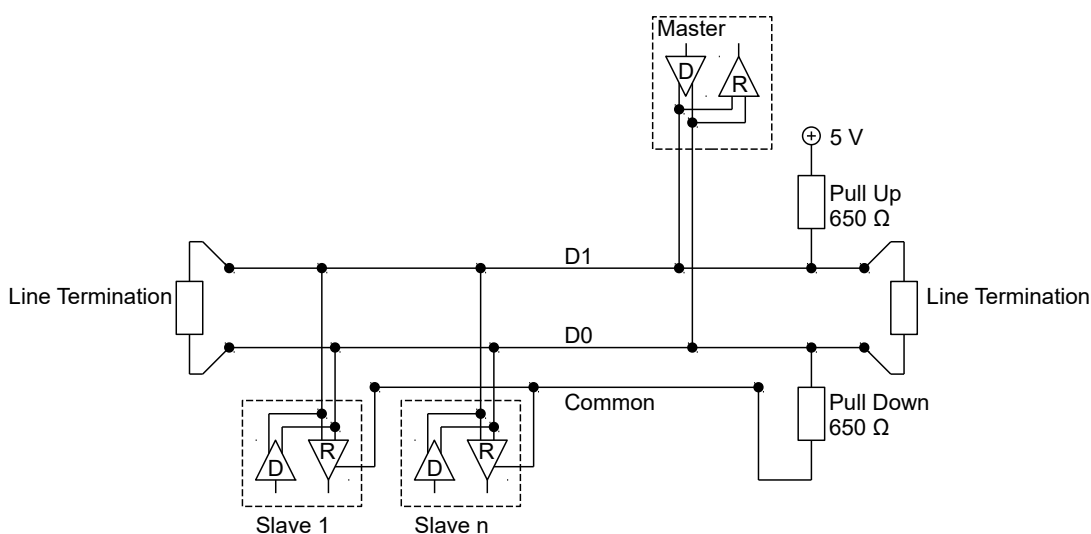 Master
D
R
5 V
Pull Up
650 Ω
D1
Line Termination
Line Termination
D0
Common
Pull Down
650 Ω
D
R
D
R
Slave 1
Slave n